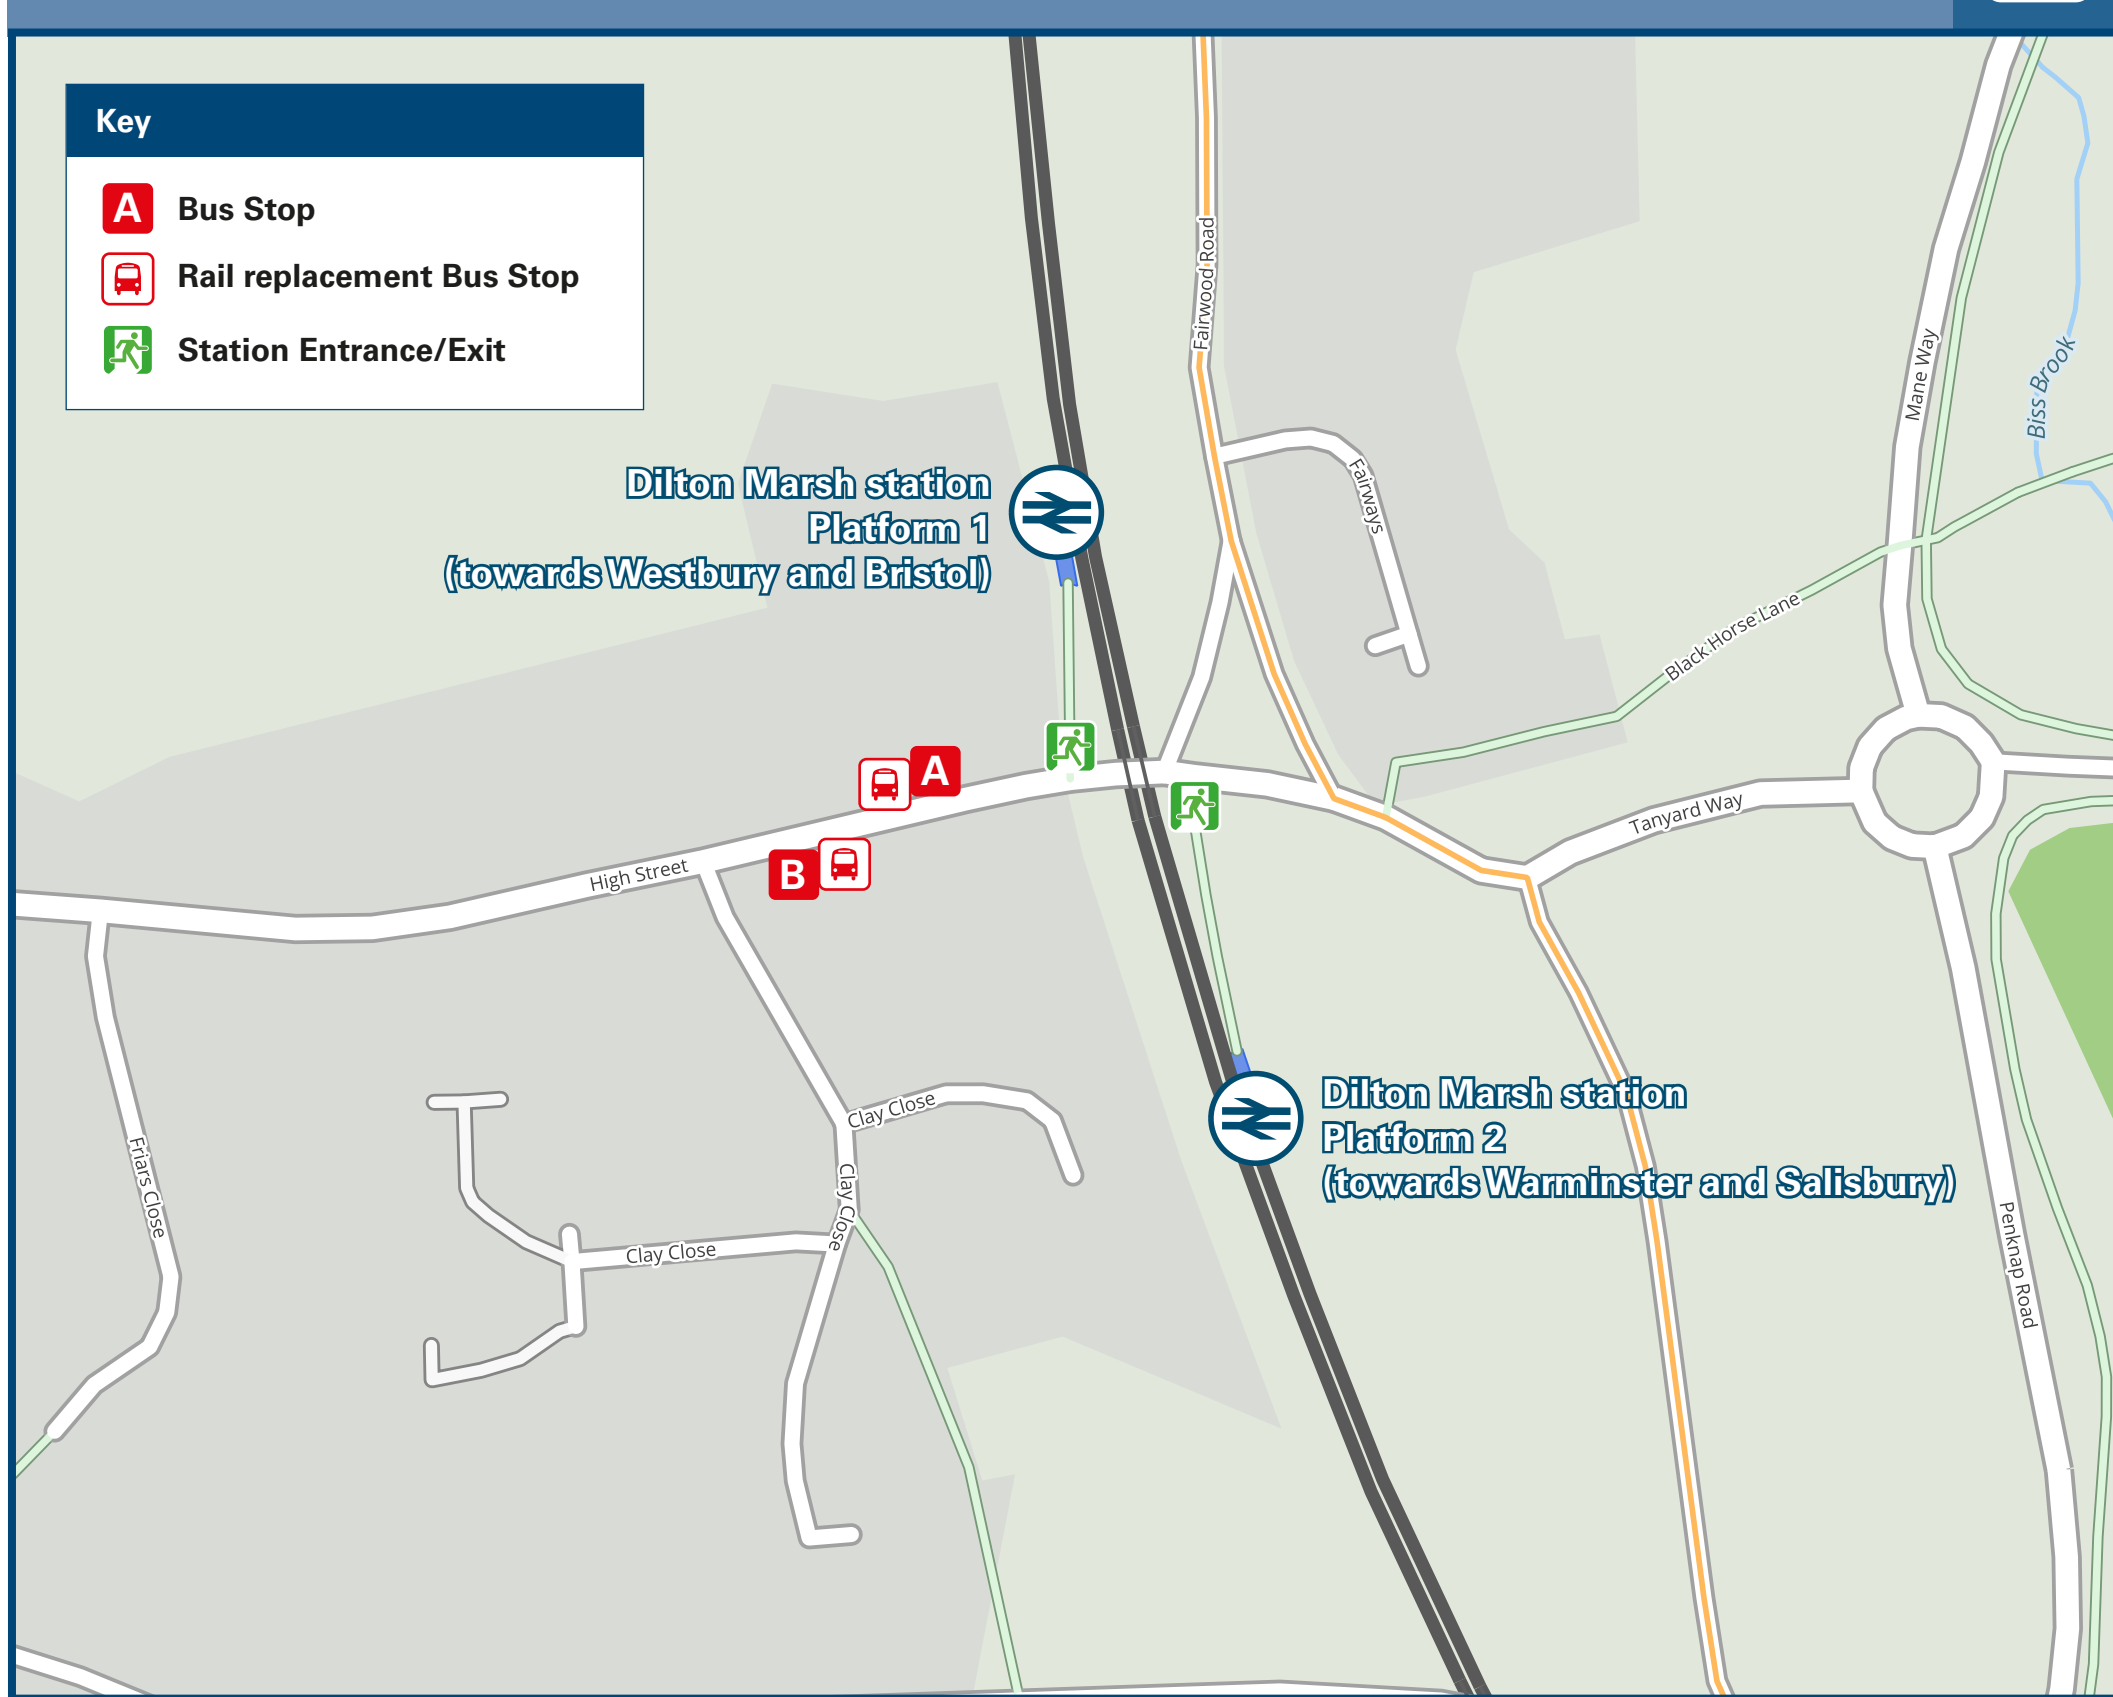 Key
A
Bus Stop
Rail replacement Bus Stop
Station Entrance/Exit
Fairwood Road
Mane Way
Biss Brook
Dilton Marsh station
Platform 1
(towards Westbury and Bristol)
Fairways
Black Horse Lane
A
B
High Street
Tanyard Way
Dilton Marsh station
Platform 2
(towards Warminster and Salisbury)
Clay Close
Friars Close
Clay Close
Clay Close
Penknap Road